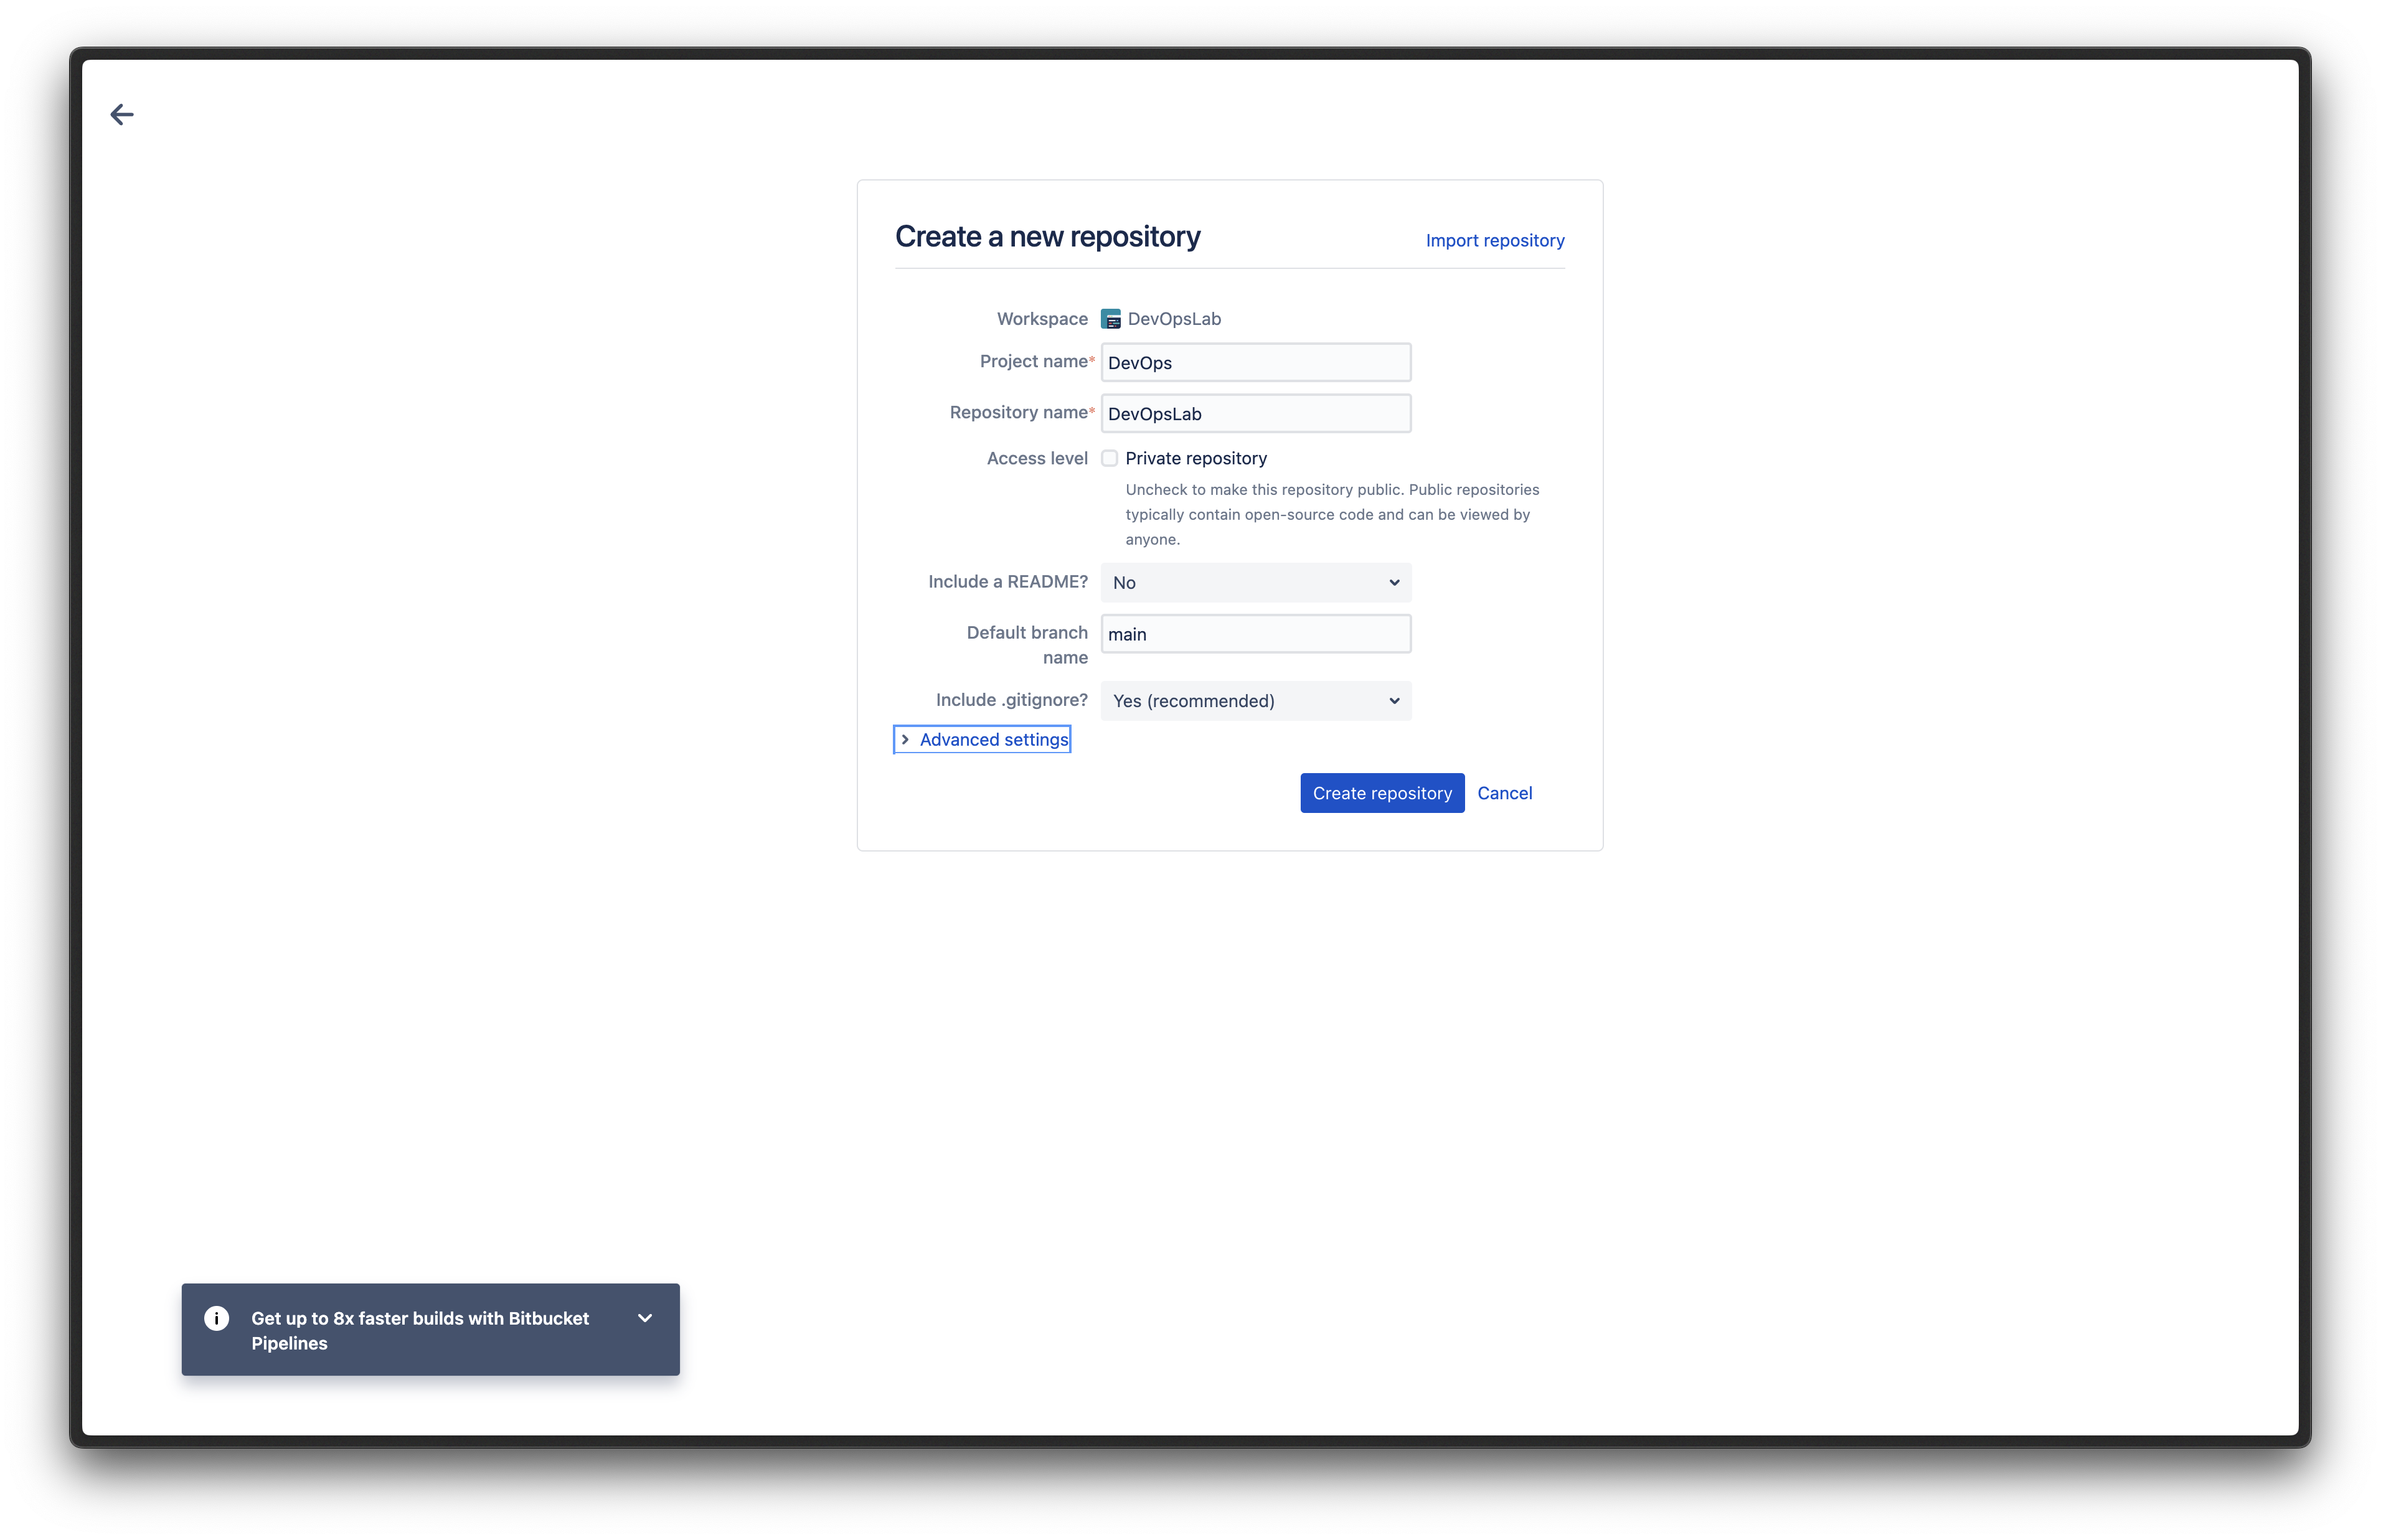 Create a new repository
Import repository
Workspace DevOpsLab
Project name* DevOps
Repository name* DevOpsLab
Access level Private repository
Uncheck to make this repository public. Public repositories
typically contain open-source code and can be viewed by
anyone.
Include a README? No
Default branch
name
main
Include .gitignore? Yes (recommended)
Advanced settings
Create repository Cancel
Get up to 8x faster builds with Bitbucket
Pipelines